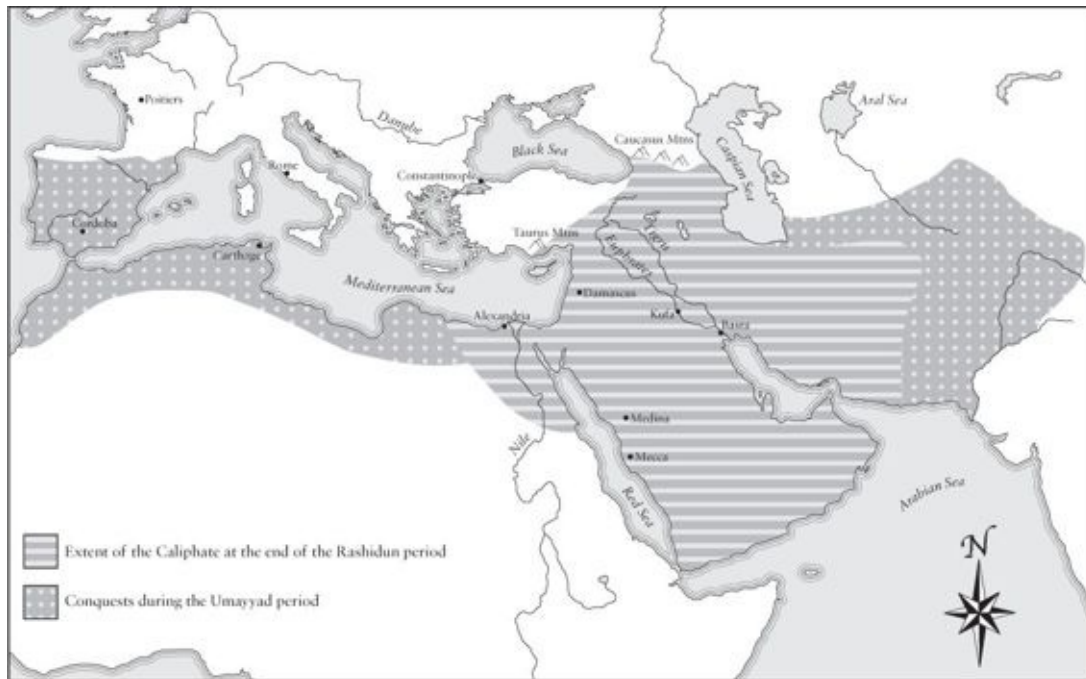 Poitiers
Danube
Aral Sea
Caspian Sea
Caucasus Mtns
Black Sea
Rome
Constantinople
Cordoba
Taurus Mtns
Tigris
Euphrates
Carthage
Mediterranean Sea
Damascus
Kufa
Alexandria
Basra
Medina
Nile
Mecca
Red Sea
Arabian Sea
N
Extent of the Caliphate at the end of the Rashidun period
Conquests during the Umayyad period